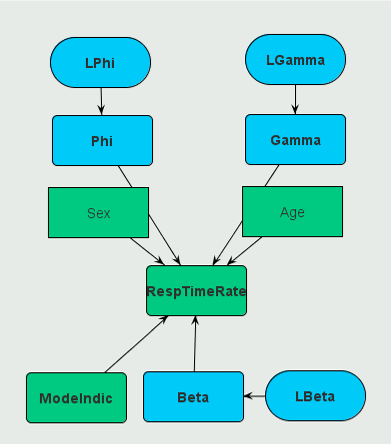 LPhi
LGamma
Phi
Gamma
Sex
Age
RespTimeRate
ModeIndic
Beta
LBeta